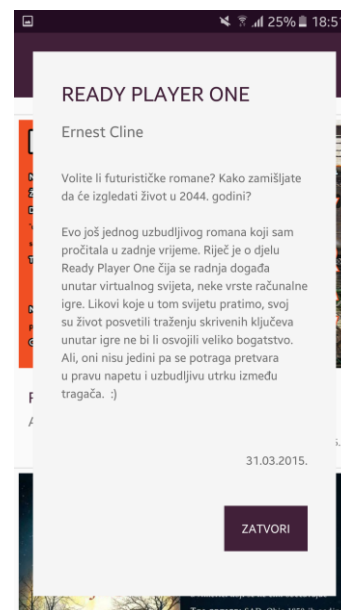 25% 18:51
READY PLAYER ONE
Ernest Cline
Volite li futurističke romane? Kako zamišljate
da će izgledati život u 2044. godini?
Evo još jednog uzbudljivog romana koji sam
pročitala u zadnje vrijeme. Riječ je o djelu
Ready Player One čija se radnja događa
unutar virtualnog svijeta, neke vrste računalne
igre. Likovi koje u tom svijetu pratimo, svoj
su život posvetili traženju skrivenih ključeva
unutar igre ne bi li osvojili veliko bogatstvo.
Ali, oni nisu jedini pa se potraga pretvara
u pravu napetu i uzbudljivu utrku između
tragača. :)
31.03.2015.
ZATVORI